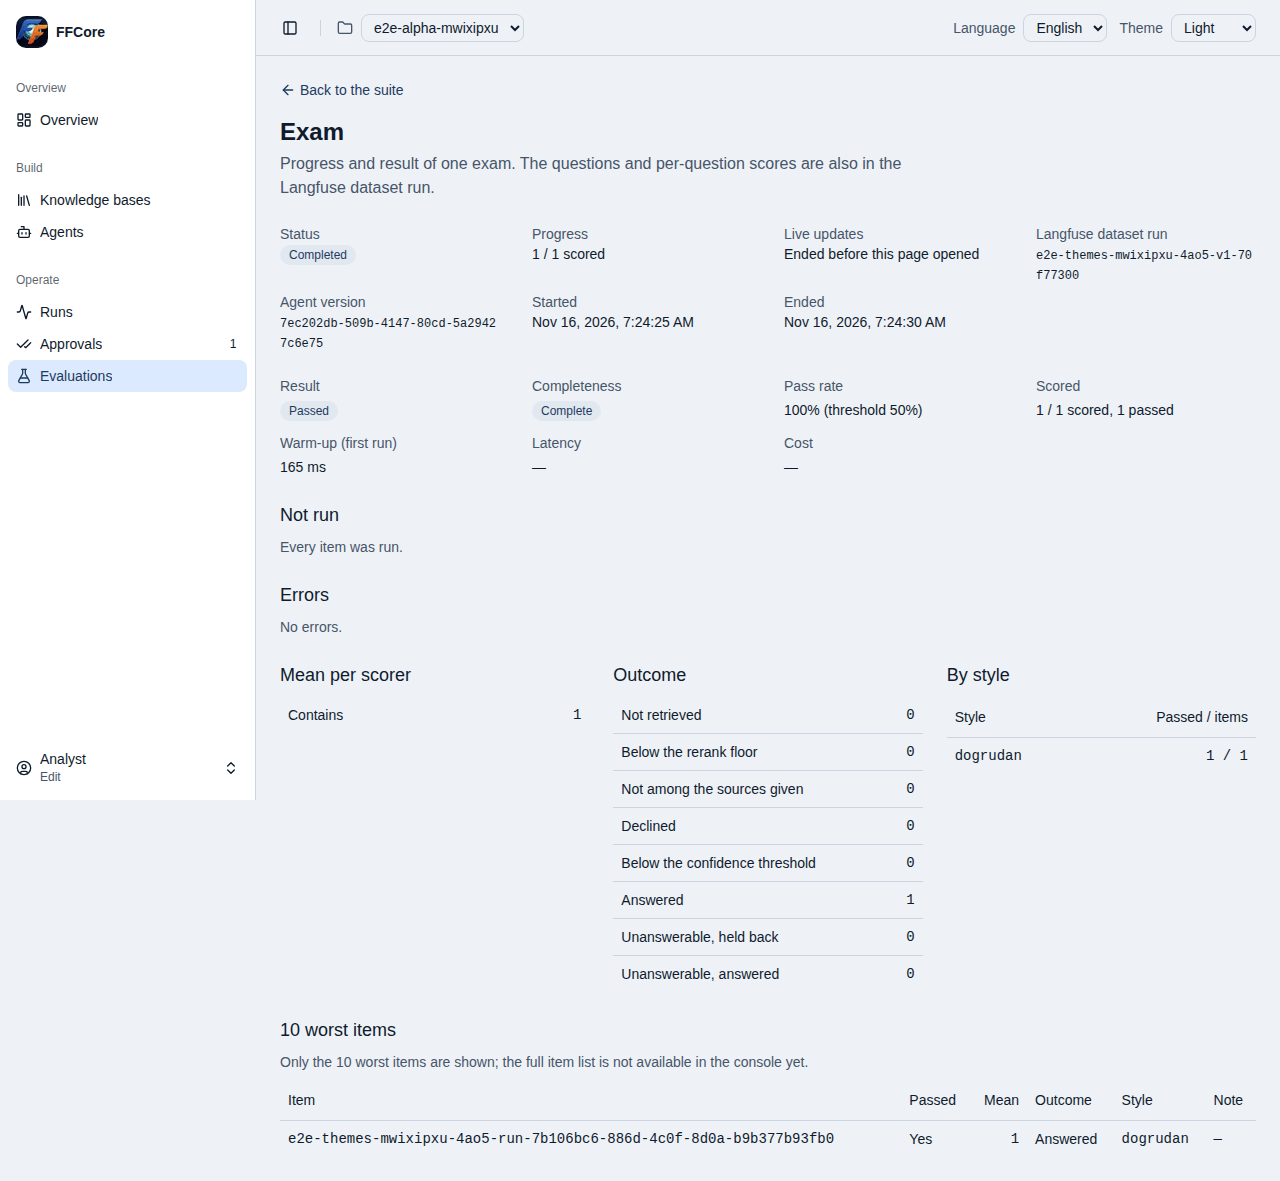 FFCore
Overview
Overview
Build
Knowledge bases
Agents
Operate
Runs
Approvals 1
Evaluations
Analyst
Edit
e2e-alpha-mwixipxu
Language English Theme Light
Back to the suite
Exam
Progress and result of one exam. The questions and per-question scores are also in the
Langfuse dataset run.
Status Progress Live updates Langfuse dataset run
Completed 1 / 1 scored Ended before this page opened e2e-themes-mwixipxu-4ao5-v1-70
f77300
Agent version Started Ended
7ec202db-509b-4147-80cd-5a2942 Nov 16, 2026, 7:24:25 AM Nov 16, 2026, 7:24:30 AM
7c6e75
Result Completeness Pass rate Scored
Passed Complete 100% (threshold 50%) 1 / 1 scored, 1 passed
Warm-up (first run) Latency Cost
165 ms — —
Not run
Every item was run.
Errors
No errors.
Mean per scorer
Contains 1
Outcome
Not retrieved 0
Below the rerank floor 0
Not among the sources given 0
Declined 0
Below the confidence threshold 0
Answered 1
Unanswerable, held back 0
Unanswerable, answered 0
By style
Style Passed / items
dogrudan 1 / 1
10 worst items
Only the 10 worst items are shown; the full item list is not available in the console yet.
Item Passed Mean Outcome Style Note
e2e-themes-mwixipxu-4ao5-run-7b106bc6-886d-4c0f-8d0a-b9b377b93fb0 Yes 1 Answered dogrudan —